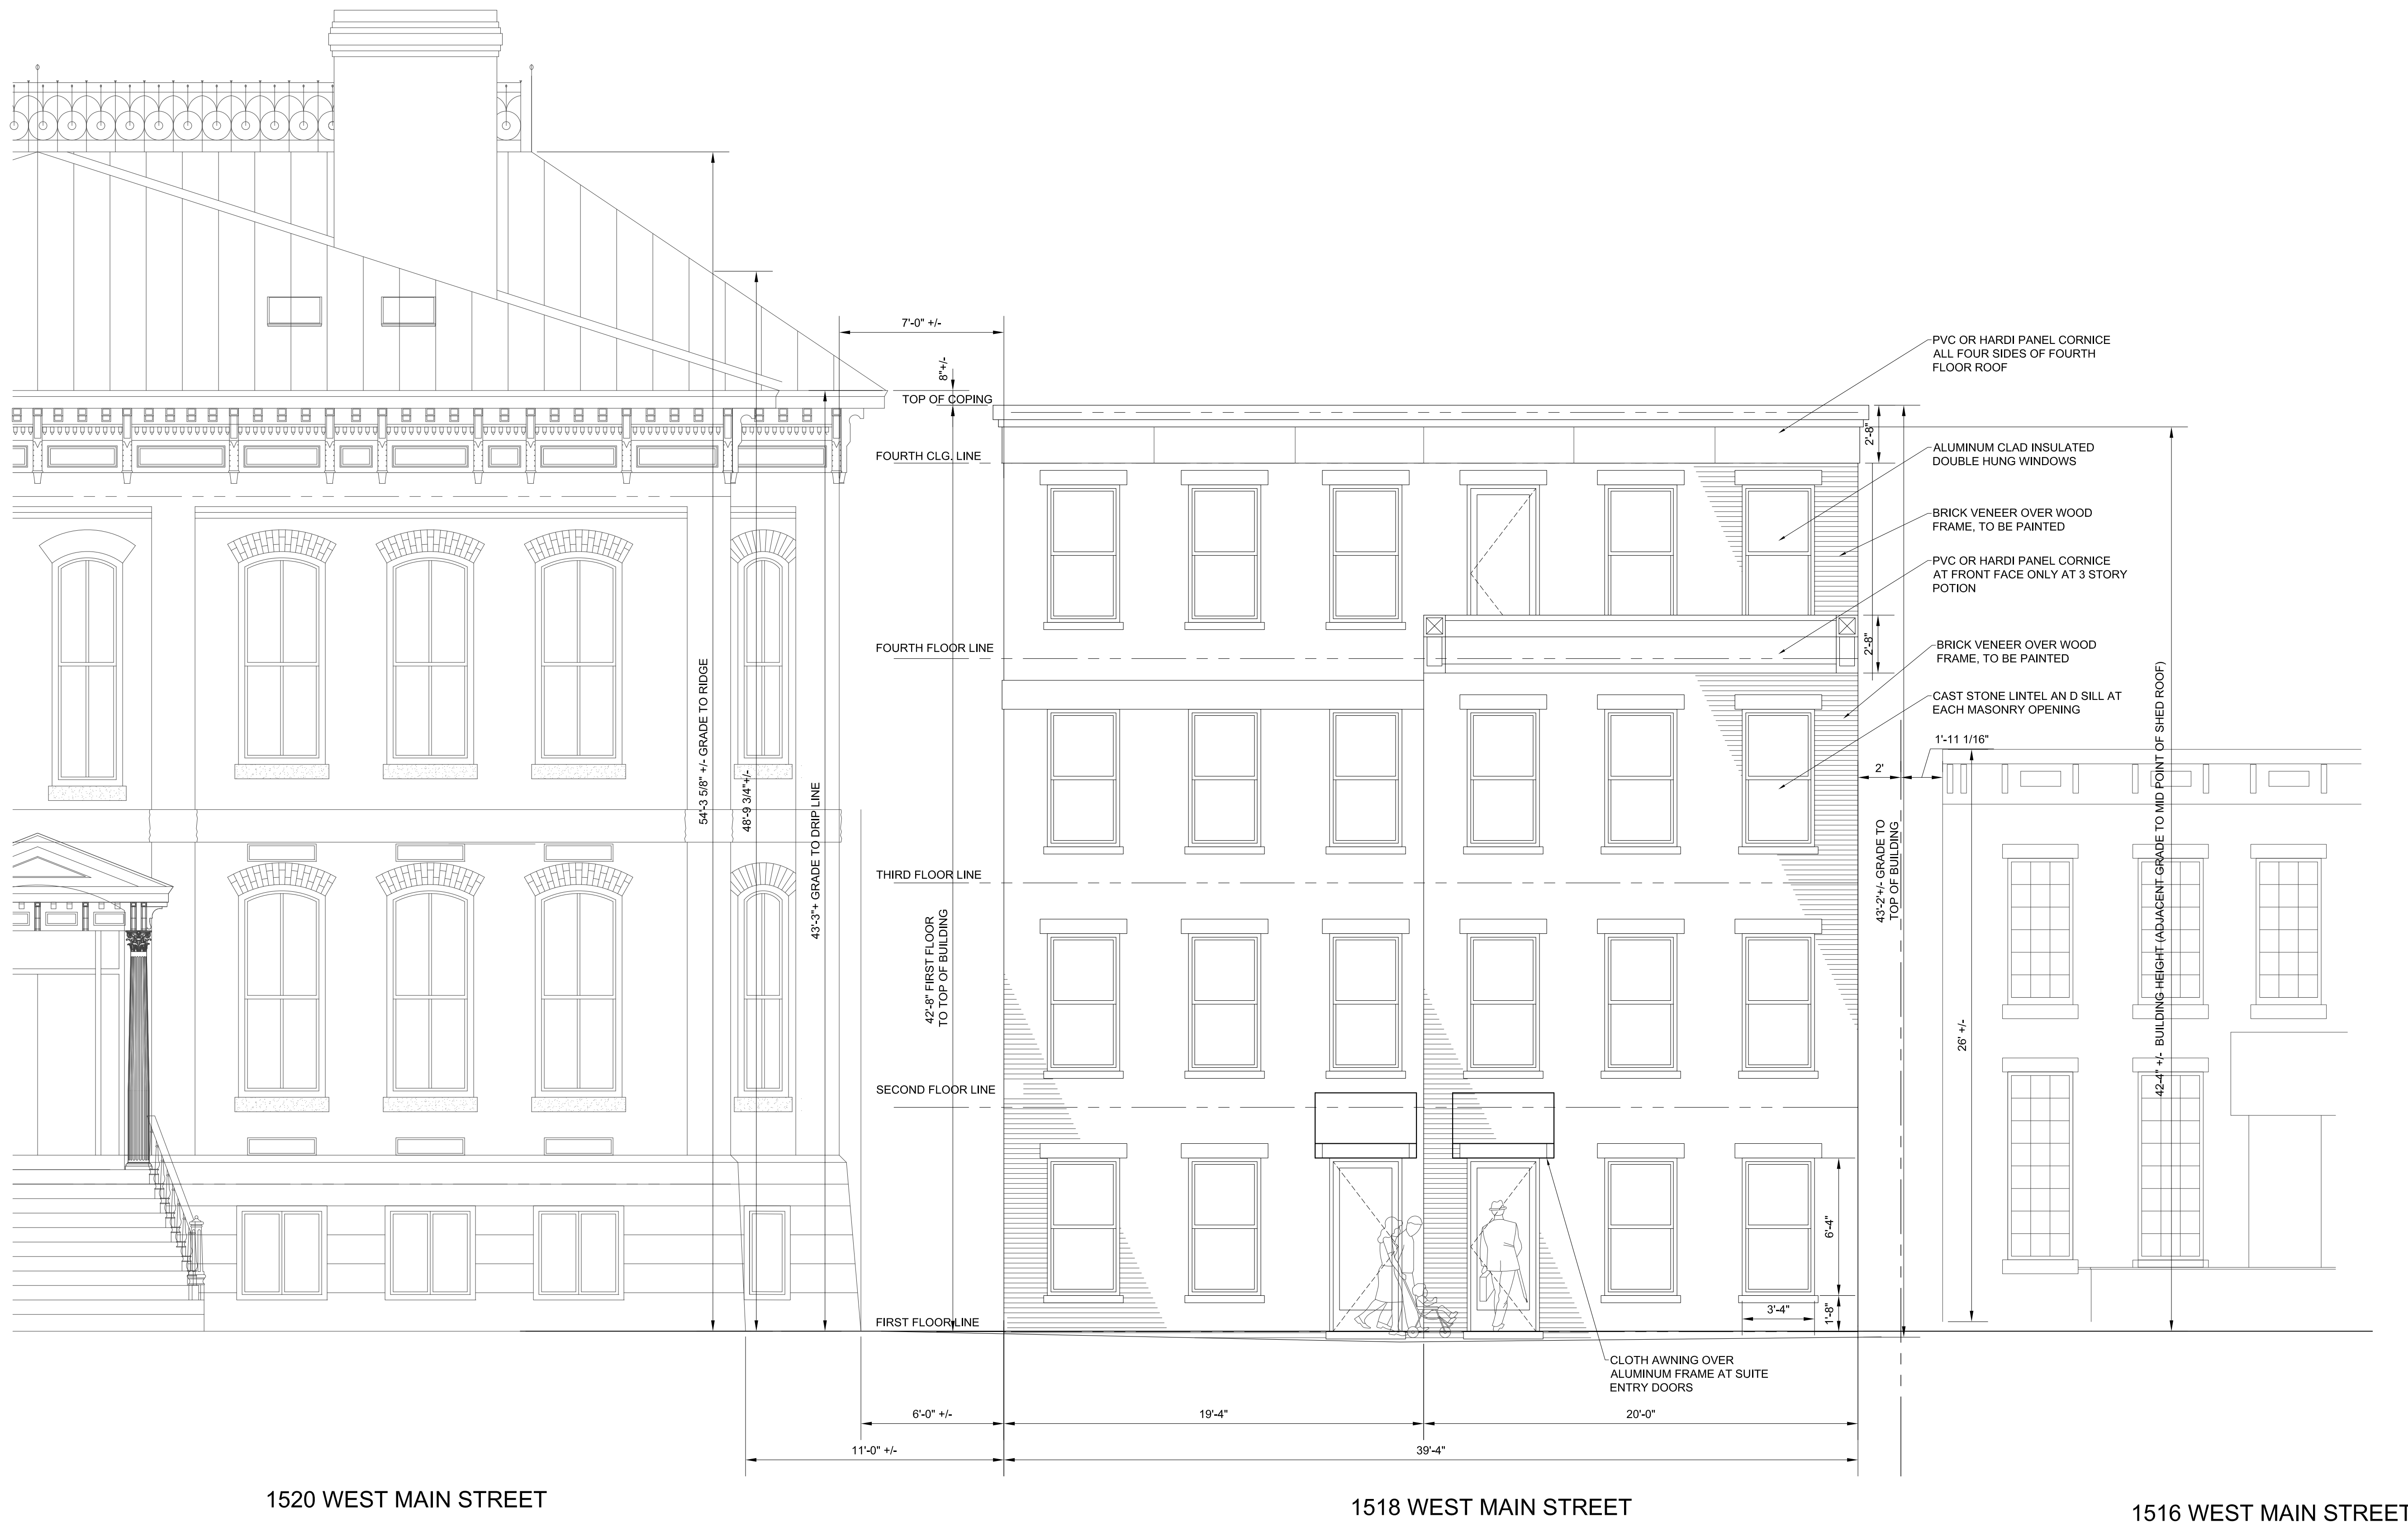 7'-0" +/-
8"+/-
TOP OF COPING
FOURTH CLG. LINE
FOURTH FLOOR LINE
THIRD FLOOR LINE
SECOND FLOOR LINE
FIRST FLOOR LINE
54'-3 5/8" +/- GRADE TO RIDGE
48'-9 3/4"+/-
43'-3"+ GRADE TO DRIP LINE
42'-8" FIRST FLOOR
TO TOP OF BUILDING
PVC OR HARDI PANEL CORNICE
ALL FOUR SIDES OF FOURTH
FLOOR ROOF
2'-8"
ALUMINUM CLAD INSULATED
DOUBLE HUNG WINDOWS
BRICK VENEER OVER WOOD
FRAME, TO BE PAINTED
PVC OR HARDI PANEL CORNICE
AT FRONT FACE ONLY AT 3 STORY
POTION
2'-8"
BRICK VENEER OVER WOOD
FRAME, TO BE PAINTED
CAST STONE LINTEL AN D SILL AT
EACH MASONRY OPENING
1'-11 1/16"
2'
43'-2'+/- GRADE TO
TOP OF BUILDING
42-4" +/- BUILDING HEIGHT (ADJACENT GRADE TO MID POINT OF SHED ROOF)
26' +/-
6'-4"
3'-4"
1'-8"
CLOTH AWNING OVER
ALUMINUM FRAME AT SUITE
ENTRY DOORS
6'-0" +/-
19'-4"
20'-0"
11'-0" +/-
39'-4"
1520 WEST MAIN STREET
1518 WEST MAIN STREET
1516 WEST MAIN STREET